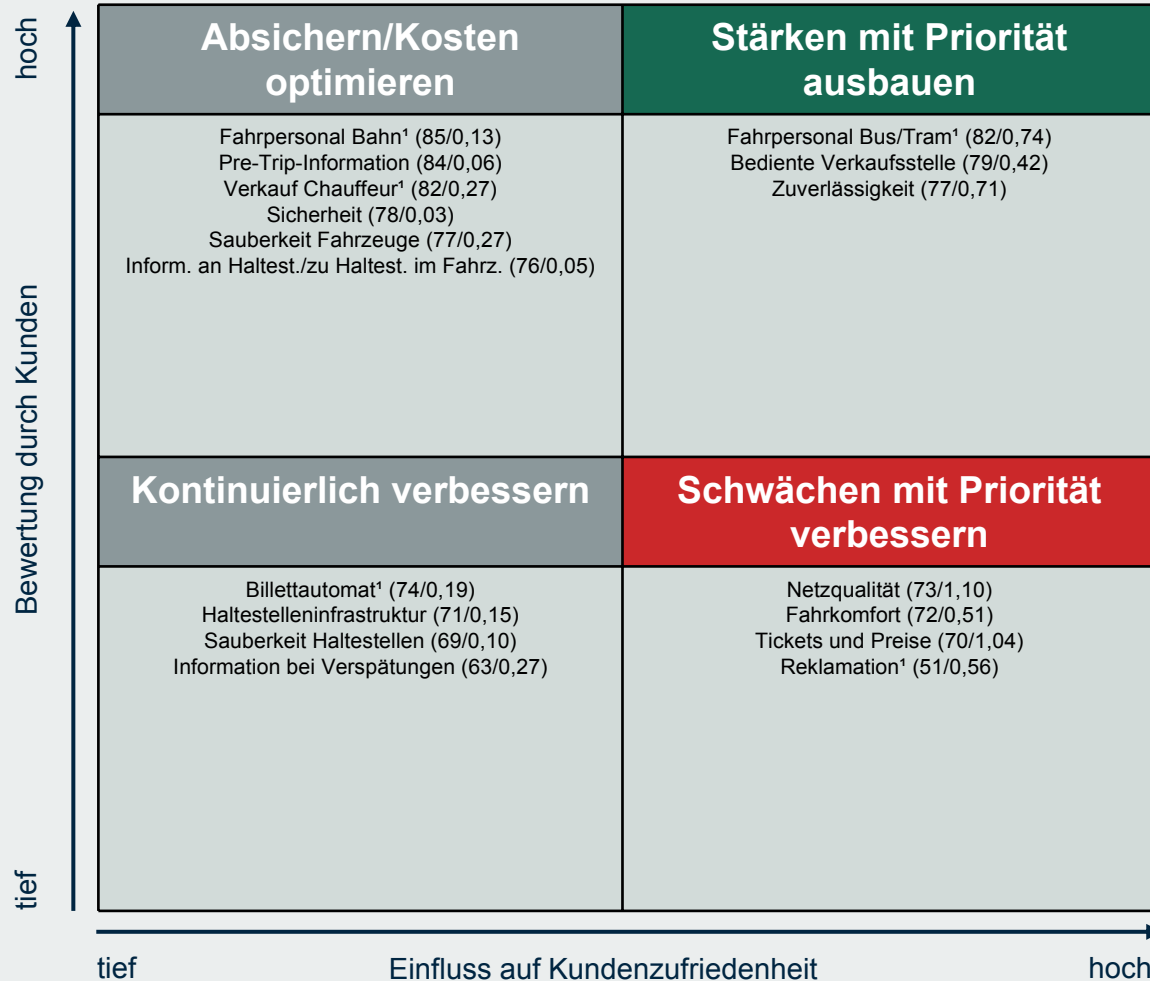 hoch
Bewertung durch Kunden
tief
Absichern/Kosten
optimieren
Fahrpersonal Bahn¹ (85/0,13)
Pre-Trip-Information (84/0,06)
Verkauf Chauffeur¹ (82/0,27)
Sicherheit (78/0,03)
Sauberkeit Fahrzeuge (77/0,27)
Inform. an Haltest./zu Haltest. im Fahrz. (76/0,05)
Stärken mit Priorität
ausbauen
Fahrpersonal Bus/Tram¹ (82/0,74)
Bediente Verkaufsstelle (79/0,42)
Zuverlässigkeit (77/0,71)
Kontinuierlich verbessern
Billettautomat¹ (74/0,19)
Haltestelleninfrastruktur (71/0,15)
Sauberkeit Haltestellen (69/0,10)
Information bei Verspätungen (63/0,27)
Schwächen mit Priorität
verbessern
Netzqualität (73/1,10)
Fahrkomfort (72/0,51)
Tickets und Preise (70/1,04)
Reklamation¹ (51/0,56)
tief Einfluss auf Kundenzufriedenheit hoch